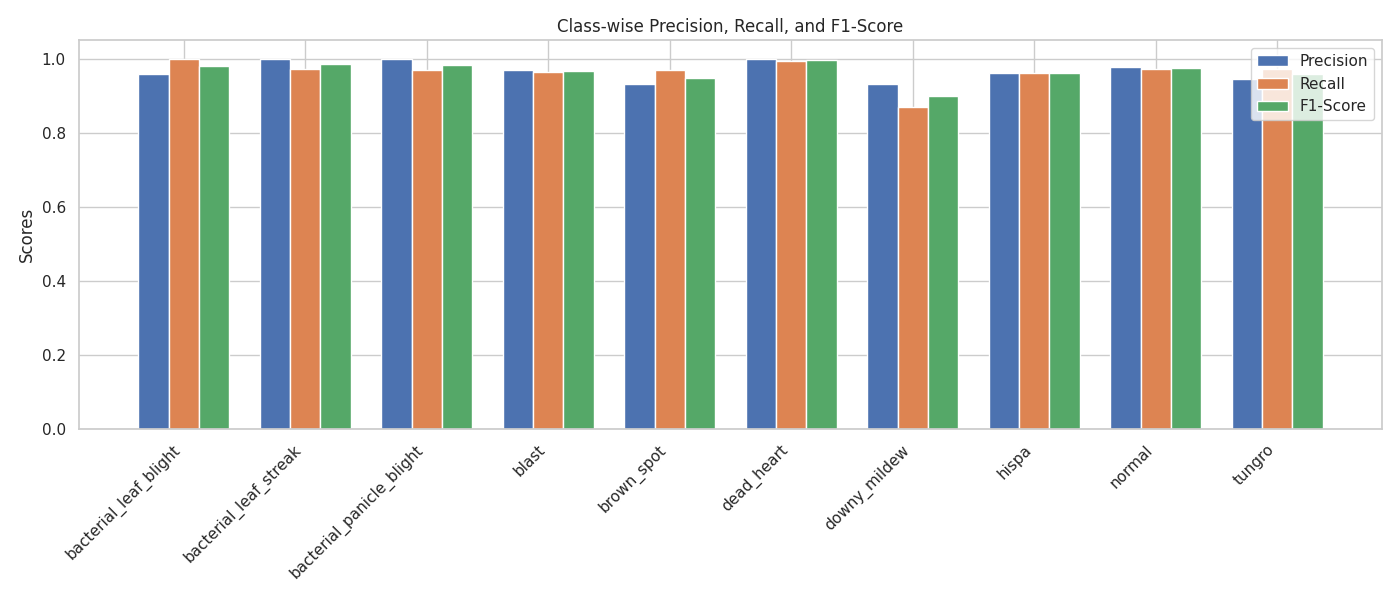 Class-wise Precision, Recall, and F1-Score
Precision
Recall
F1-Score
Scores
1.0
0.8
0.6
0.4
0.2
0.0
bacterial_leaf_blight
bacterial_leaf_streak
bacterial_panicle_blight
blast
brown_spot
dead_heart
downy_mildew
hispa
normal
tungro